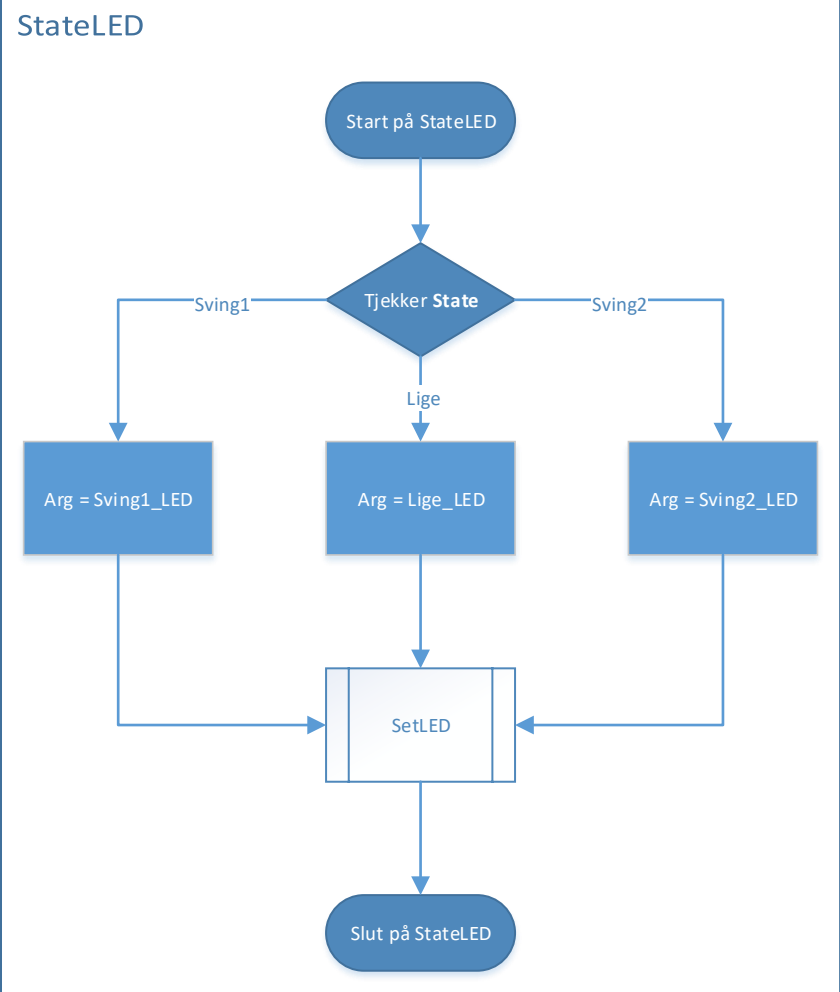 StateLED
Start på StateLED
Tjekker State
Sving1
Sving2
Lige
Arg = Sving1_LED
Arg = Lige_LED
Arg = Sving2_LED
SetLED
Slut på StateLED